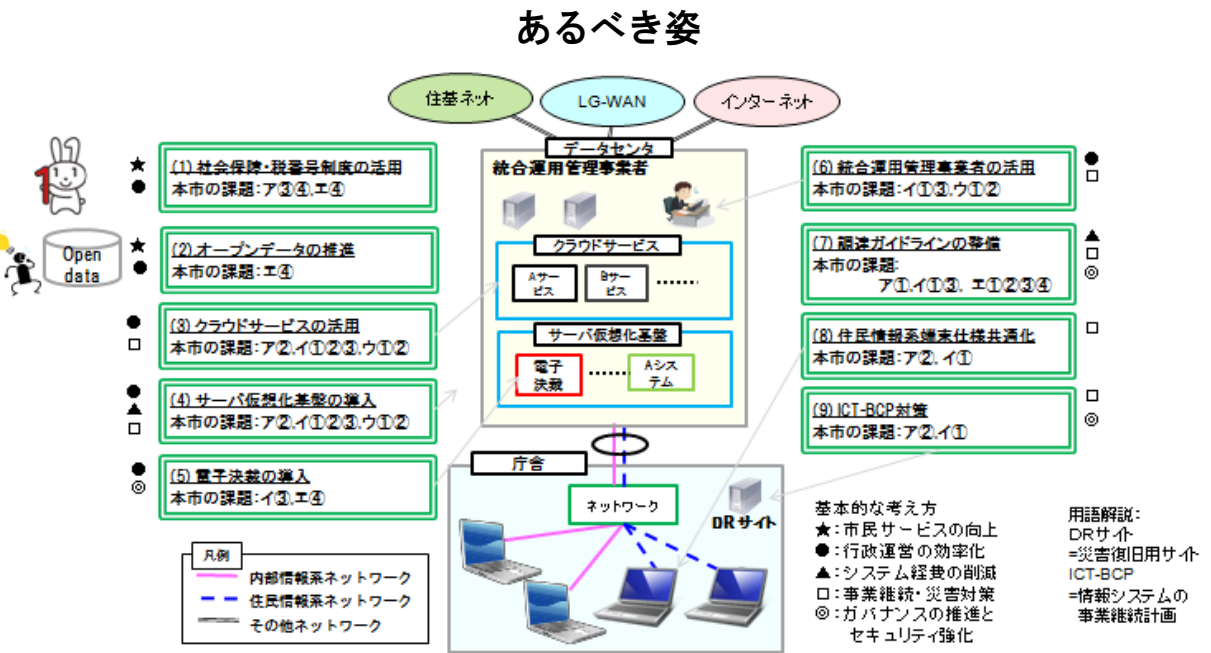 あるべき姿
住基ネット
LG-WAN
インターネット
データセンタ
統合運用管理事業者
クラウドサービス
Aサー
ビス
Bサー
ビス
………
サーバ仮想化基盤
電子
決裁
………
Aシス
テム
1
Open
data
★
●
(1) 社会保障・税番号制度の活用
本市の課題:ア③④,エ④
★
●
(2) オープンデータの推進
本市の課題:エ④
●
□
(3) クラウドサービスの活用
本市の課題:ア②,イ①②③,ウ①②
●
▲
□
(4) サーバ仮想化基盤の導入
本市の課題:ア②,イ①②③,ウ①②
●
◎
(5) 電子決裁の導入
本市の課題:イ③,エ④
(6) 統合運用管理事業者の活用
本市の課題:イ①③,ウ①②
●
□
(7) 調達ガイドラインの整備
本市の課題:
ア①,イ①③, エ①②③④
▲
□
◎
(8) 住民情報系端末仕様共通化
本市の課題:ア②, イ①
□
(9) ICT-BCP対策
本市の課題:ア②,イ①
□
◎
庁舎
ネットワーク
DRサイト
凡例
内部情報系ネットワーク
住民情報系ネットワーク
その他ネットワーク
基本的な考え方
★:市民サービスの向上
●:行政運営の効率化
▲:システム経費の削減
□:事業継続・災害対策
◎:ガバナンスの推進と
セキュリティ強化
用語解説:
DRサイト
=災害復旧用サイト
ICT-BCP
=情報システムの
事業継続計画